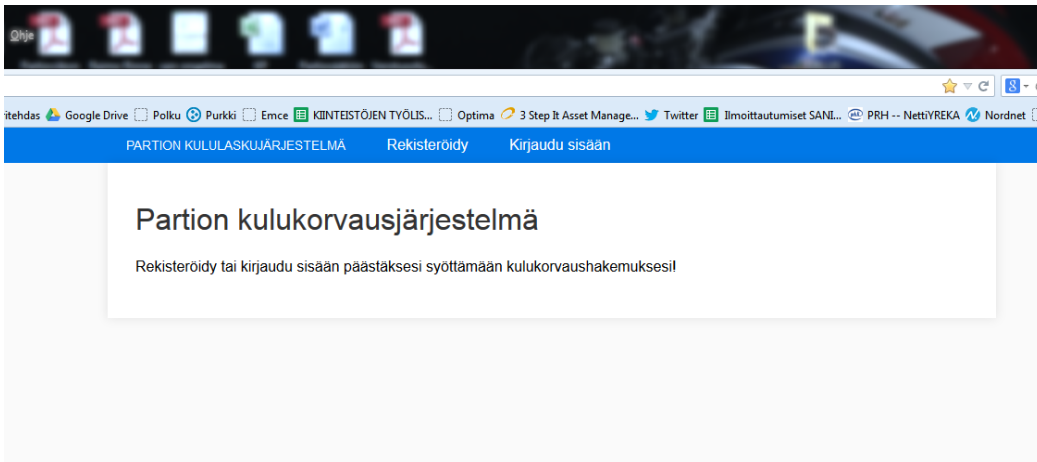 Ohje
ritehdas Google Drive Polku Purkki Emce KIINTEISTÖJEN TYÖLIS... Optima 3 Step It Asset Manage... Twitter Ilmoittautumiset SANI... PRH -- NettiYREKA Nordnet
PARTION KULULASKUJÄRJESTELMÄ Rekisteröidy Kirjaudu sisään
Partion kulukorvausjärjestelmä
Rekisteröidy tai kirjaudu sisään päästäksesi syöttämään kulukorvaushakemuksesi!